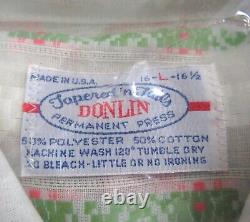 MADE IN U.S.A. 16-L-16½
M Tapered 'n Tails
DONLIN
PERMANENT PRESS
50% POLYESTER 50% COTTON
MACHINE WASH 120° TUMBLE DRY
NO BLEACH-LITTLE OR NO IRONING